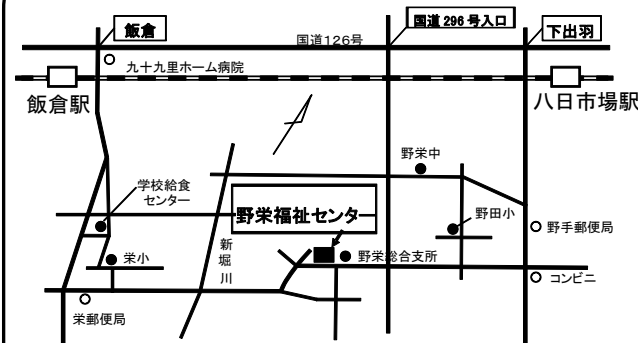 飯倉
国道296号入口
下出羽
国道126号
九十九里ホーム病院
飯倉駅
八日市場駅
野栄中
学校給食
センター
野栄福祉センター
野田小
野手郵便局
新堀川
栄小
野栄総合支所
コンビニ
栄郵便局